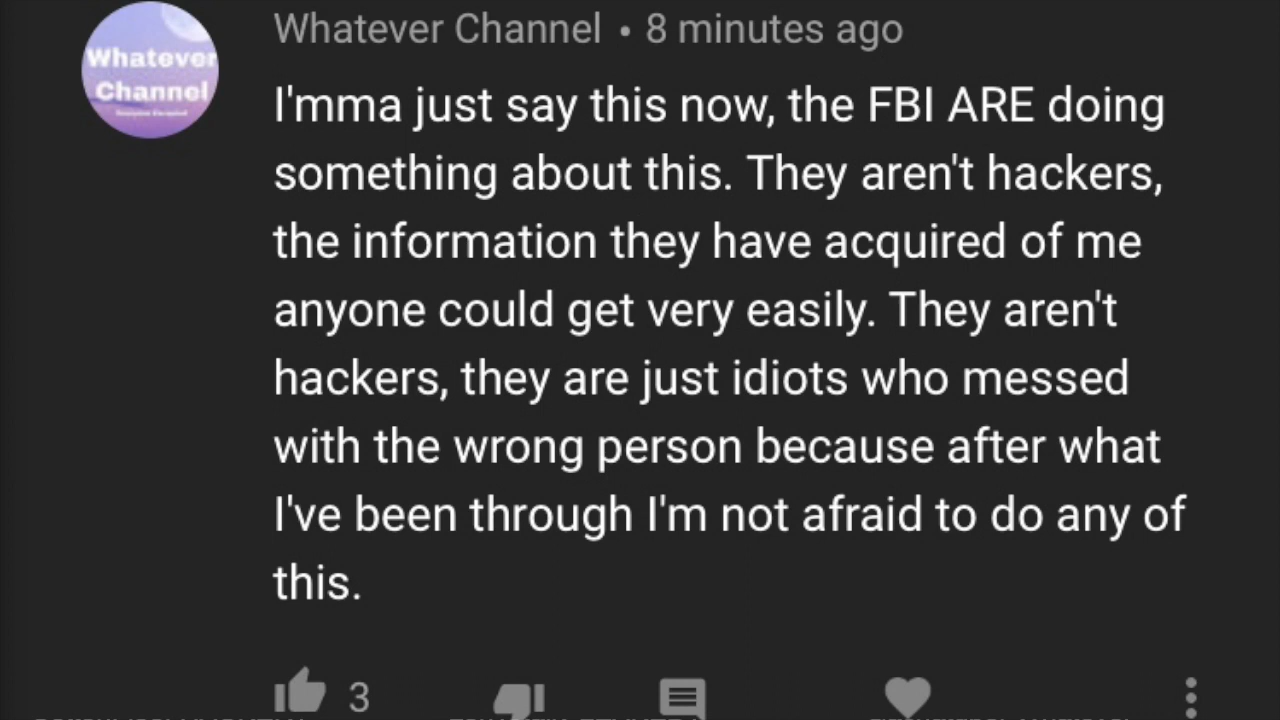 Whatever Channel • 8 minutes ago
Whatever
Channel
I'mma just say this now, the FBI ARE doing
something about this. They aren't hackers,
the information they have acquired of me
anyone could get very easily. They aren't
hackers, they are just idiots who messed
with the wrong person because after what
I've been through I'm not afraid to do any of
this.
3